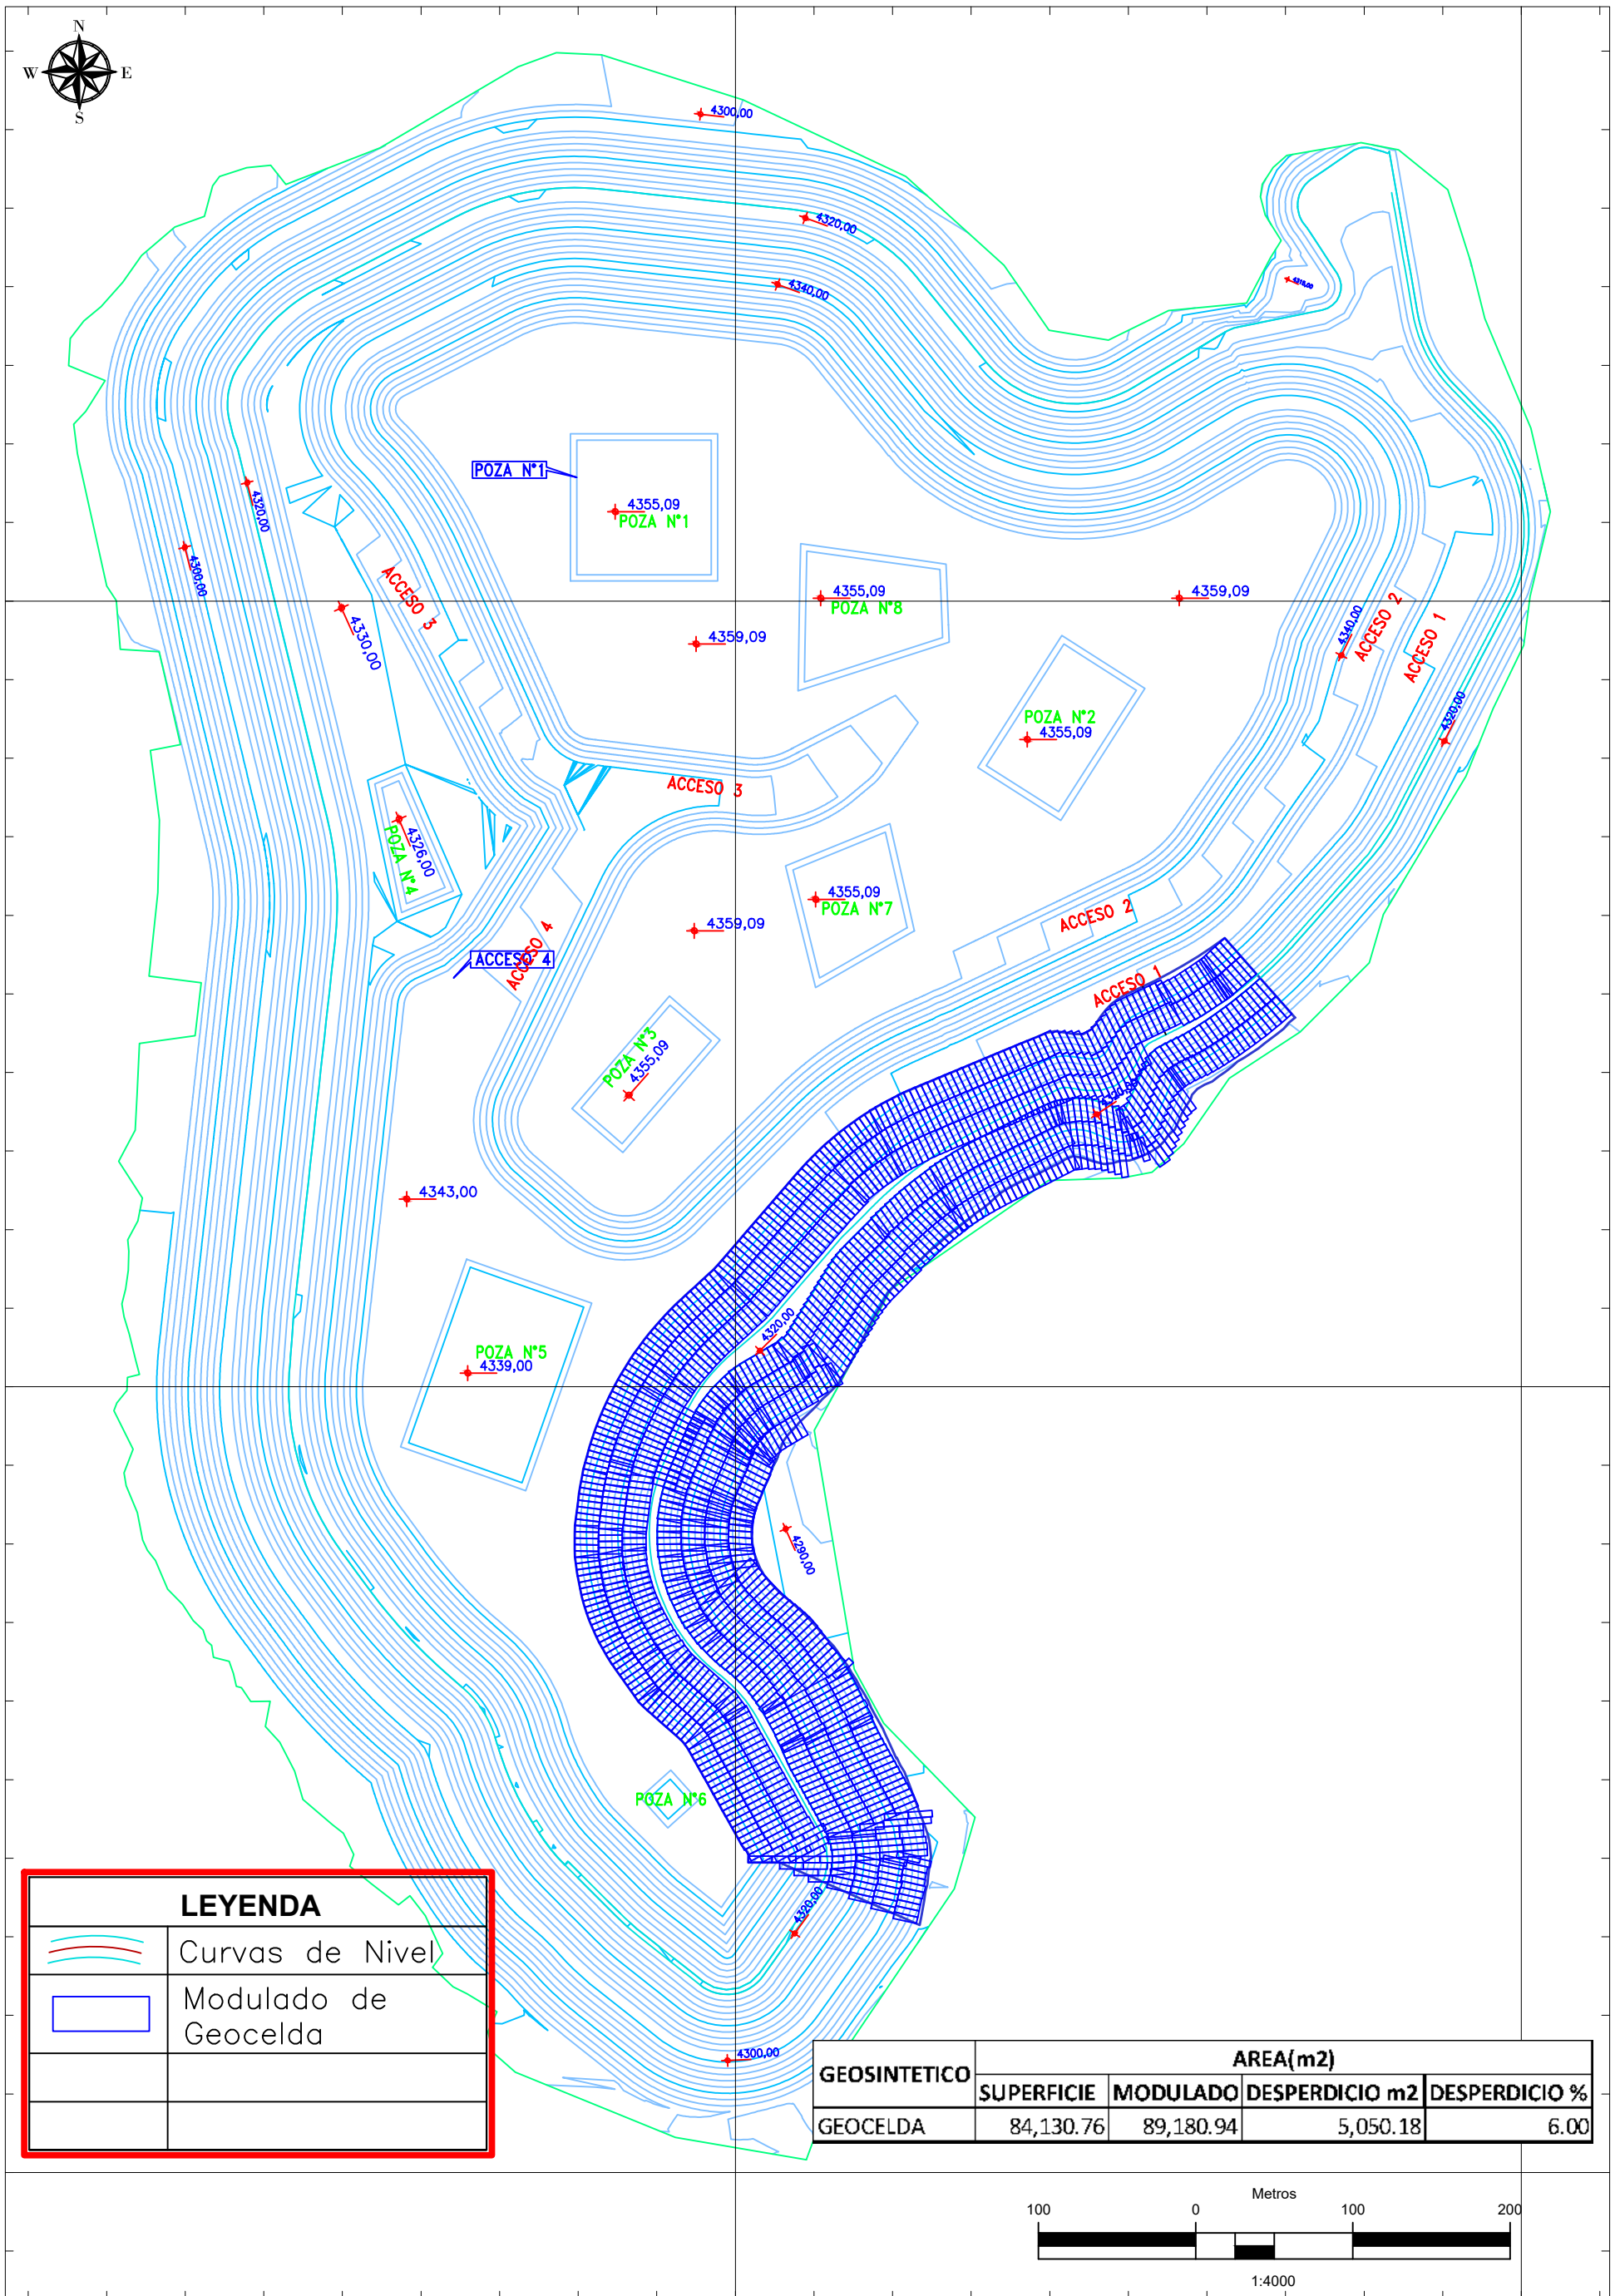 N
W E
S
4300,00
4320,00
4340,00
4210,00
POZA N°1
4355,09
POZA N°1
4320,00
4300,00
ACCESO 3
4330,00
4355,09
POZA N°8
4359,09
4359,09
4340,00
ACCESO 2
ACCESO 1
4320,00
POZA N°2
4355,09
ACCESO 3
4326,00
POZA N°4
4355,09
POZA N°7
4359,09
ACCESO 4
ACCESO 4
ACCESO 2
ACCESO 1
POZA N°3
4355,09
4320,00
4343,00
4320,00
POZA N°5
4339,00
4290,00
POZA N°6
4320,00
4300,00
LEYENDA
Curvas de Nivel
Modulado de
Geocelda
GEOSINTETICO AREA(m2)
SUPERFICIE MODULADO DESPERDICIO m2 DESPERDICIO %
GEOCELDA 84,130.76 89,180.94 5,050.18 6.00
Metros
100 0 100 200
1:4000